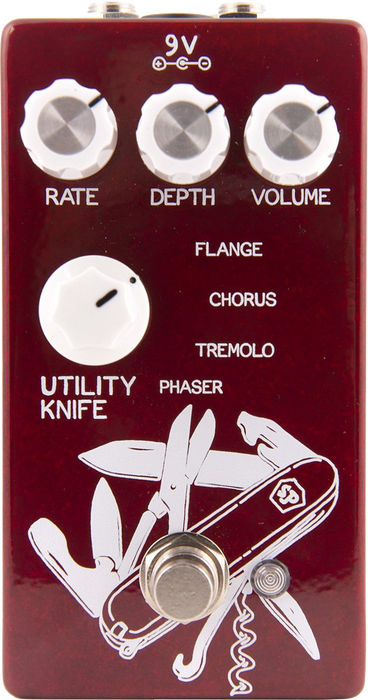 9V
RATE DEPTH VOLUME
FLANGE
CHORUS
TREMOLO
PHASER
UTILITY
KNIFE